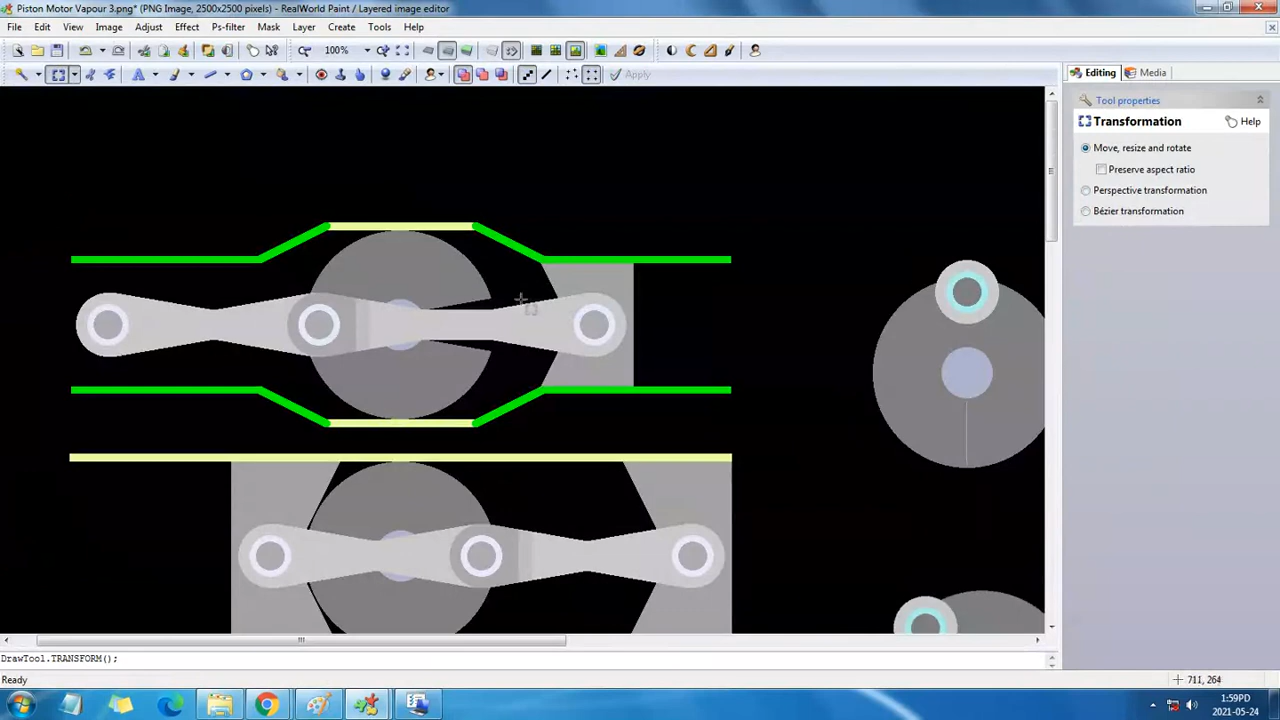 Piston Motor Vapour 3.png* (PNG Image, 2500x2500 pixels) - RealWorld Paint / Layered image editor
File Edit View Image Adjust Effect Ps-filter Mask Layer Create Tools Help
100%
Apply
Editing Media
Tool properties
Transformation Help
Move, resize and rotate
Preserve aspect ratio
Perspective transformation
Bézier transformation
DrawTool.TRANSFORM();
Ready 711, 264
1:59PD
2021-05-24